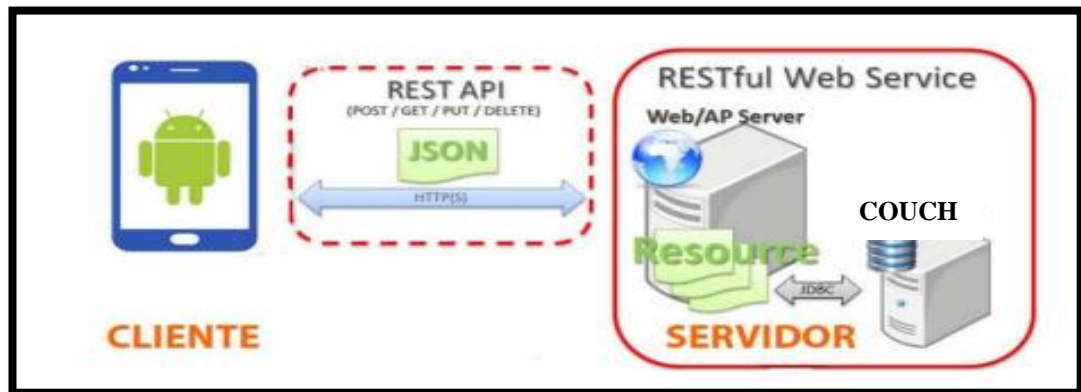 REST API
(POST / GET / PUT / DELETE)
JSON
HTTP(S)
CLIENTE
RESTful Web Service
Web/AP Server
COUCH
Resource
JDBC
SERVIDOR